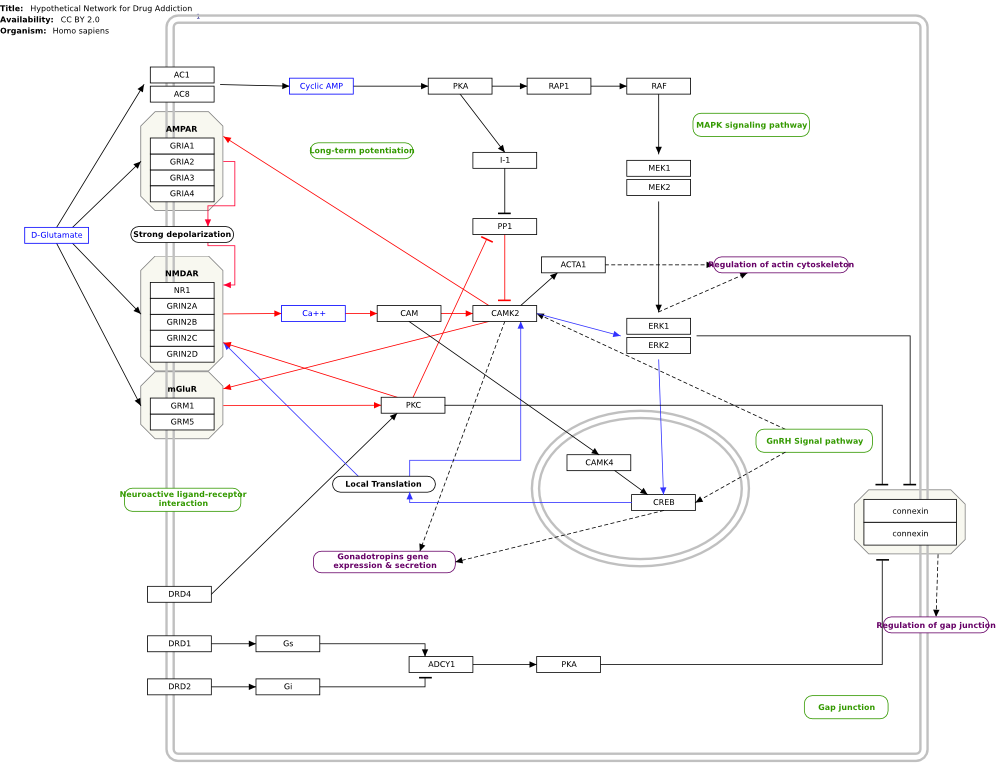 Title: Hypothetical Network for Drug Addiction
Availability: CC BY 2.0
Organism: Homo sapiens
AC1
AC8
Cyclic AMP
PKA
RAP1
RAF
AMPAR
GRIA1
GRIA2
GRIA3
GRIA4
Long-term potentiation
MAPK signaling pathway
I-1
MEK1
MEK2
PP1
D-Glutamate
Strong depolarization
ACTA1
Regulation of actin cytoskeleton
NMDAR
NR1
GRIN2A
GRIN2B
GRIN2C
GRIN2D
Ca++
CAM
CAMK2
ERK1
ERK2
mGluR
GRM1
GRM5
PKC
GnRH Signal pathway
CAMK4
Local Translation
CREB
Neuroactive ligand-receptor
interaction
connexin
connexin
Gonadotropins gene
expression & secretion
DRD4
Regulation of gap junction
DRD1
Gs
ADCY1
PKA
DRD2
Gi
Gap junction